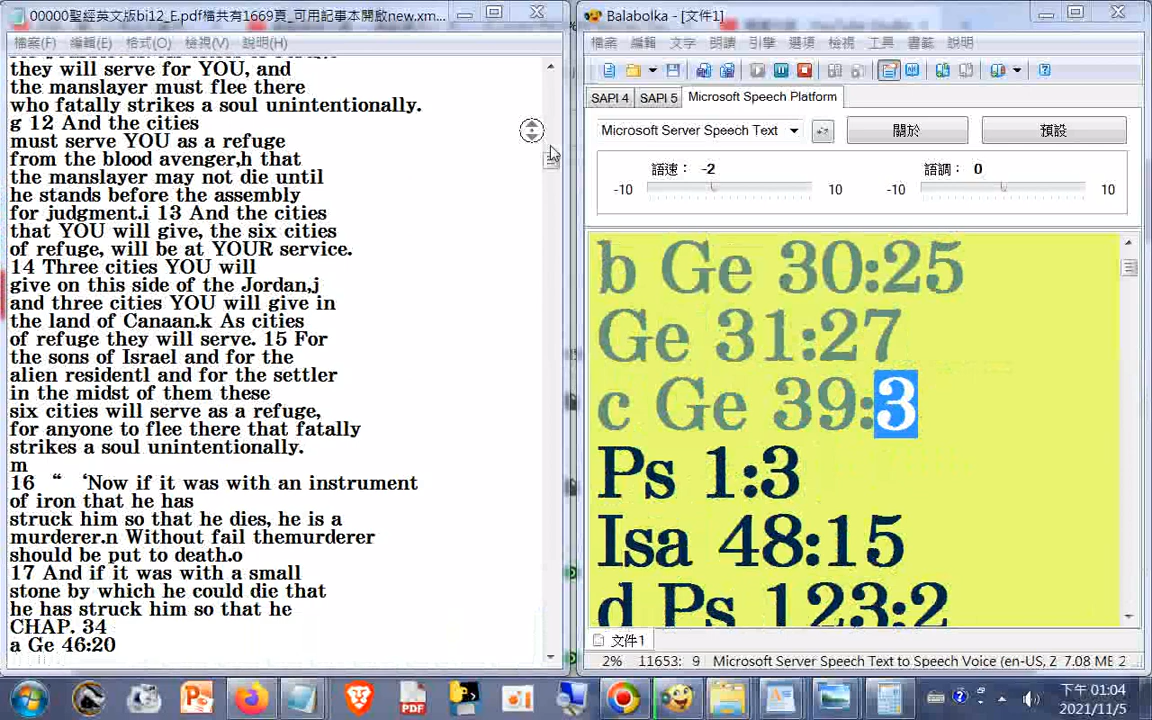 00000聖經英文版bi12_E.pdf檔共有1669頁_可用記事本開啟new.xm...
檔案(F) 編輯(E) 格式(O) 檢視(V) 說明(H)
they will serve for YOU, and
the manslayer must flee there
who fatally strikes a soul unintentionally.
g 12 And the cities
must serve YOU as a refuge
from the blood avenger,h that
the manslayer may not die until
he stands before the assembly
for judgment.i 13 And the cities
that YOU will give, the six cities
of refuge, will be at YOUR service.
14 Three cities YOU will
give on this side of the Jordan,j
and three cities YOU will give in
the land of Canaan.k As cities
of refuge they will serve. 15 For
the sons of Israel and for the
alien residentl and for the settler
in the midst of them these
six cities will serve as a refuge,
for anyone to flee there that fatally
strikes a soul unintentionally.
m
16 “ ‘Now if it was with an instrument
of iron that he has
struck him so that he dies, he is a
murderer.n Without fail themurderer
should be put to death.o
17 And if it was with a small
stone by which he could die that
he has struck him so that he
CHAP. 34
a Ge 46:20
Balabolka - [文件1]
檔案 編輯 文字 朗讀 引擎 選項 檢視 工具 書籤 說明
SAPI 4 SAPI 5 Microsoft Speech Platform
Microsoft Server Speech Text 關於 預設
語速: -2 語調: 0
-10 10 -10 10
b Ge 30:25
Ge 31:27
c Ge 39:3
Ps 1:3
Isa 48:15
d Ps 123:2
文件1
2% 11653: 9 Microsoft Server Speech Text to Speech Voice (en-US, Z 7.08 MB 2
下午 01:04
2021/11/5